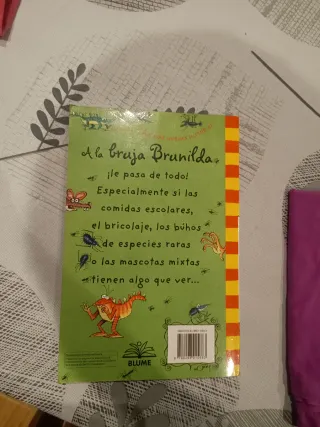 A la bruja Brunilda
¡le pasa de todo!
Especialmente si las
comidas escolares,
el bricolaje, los búhos
de especies raras
o las mascotas mixtas
tienen algo que ver...
BLUME